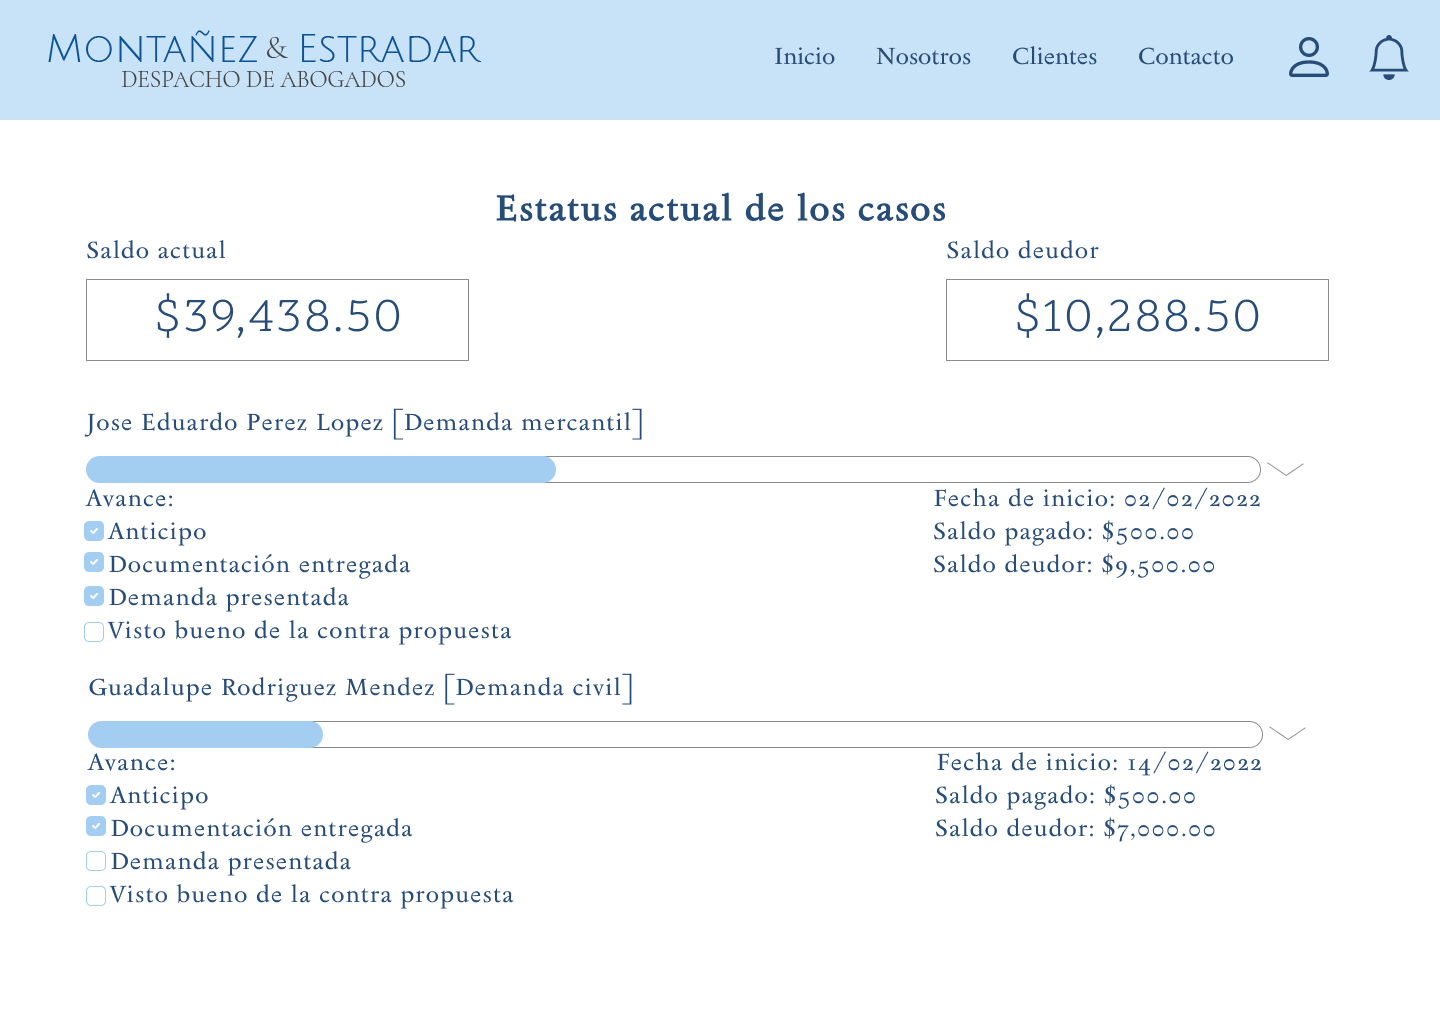 MONTAÑEZ & ESTRADAR
DESPACHO DE ABOGADOS
Inicio Nosotros Clientes Contacto
Estatus actual de los casos
Saldo actual Saldo deudor
$39,438.50 $10,288.50
Jose Eduardo Perez Lopez [Demanda mercantil]
Avance: Fecha de inicio: 02/02/2022
Anticipo Saldo pagado: $500.00
Documentación entregada Saldo deudor: $9,500.00
Demanda presentada
Visto bueno de la contra propuesta
Guadalupe Rodriguez Mendez [Demanda civil]
Avance: Fecha de inicio: 14/02/2022
Anticipo Saldo pagado: $500.00
Documentación entregada Saldo deudor: $7,000.00
Demanda presentada
Visto bueno de la contra propuesta